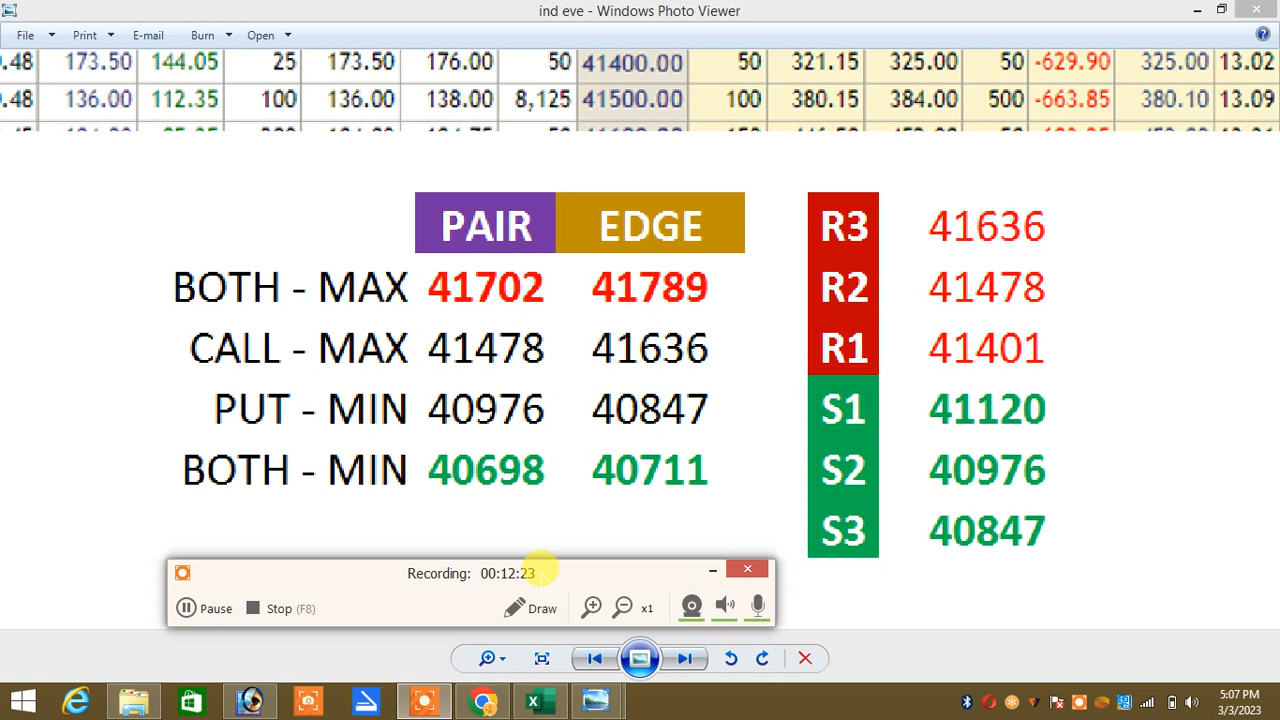 ind eve - Windows Photo Viewer
File Print E-mail Burn Open
.48 173.50 144.05 25 173.50 176.00 50 41400.00 50 321.15 325.00 50 -629.90 325.00 13.02
.48 136.00 112.35 100 136.00 138.00 8,125 41500.00 100 380.15 384.00 500 -663.85 380.10 13.09
PAIR EDGE
BOTH - MAX 41702 41789
CALL - MAX 41478 41636
PUT - MIN 40976 40847
BOTH - MIN 40698 40711
R3 41636
R2 41478
R1 41401
S1 41120
S2 40976
S3 40847
Recording: 00:12:23
Pause Stop (F8) Draw x1
5:07 PM
3/3/2023